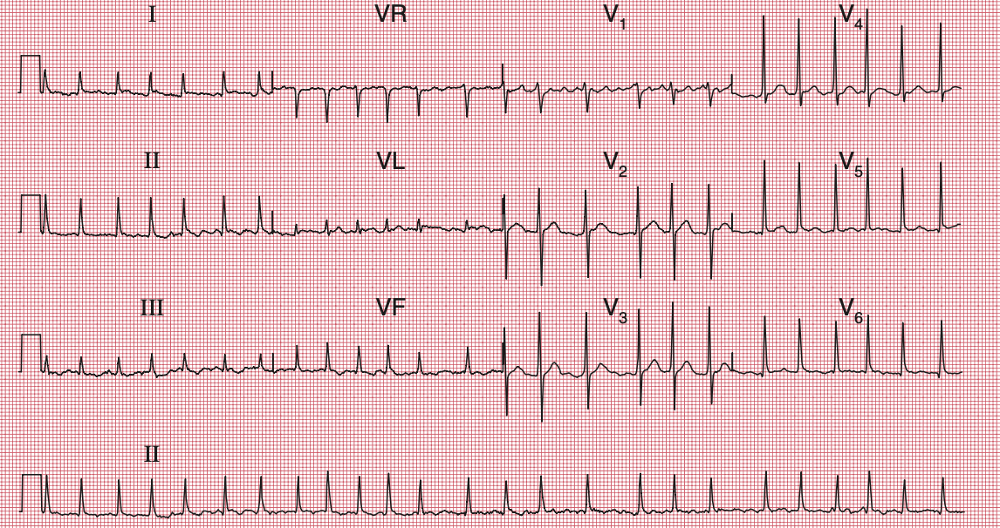 I VR V₁ V₄
II VL V₂ V₅
III VF V₃ V₆
II